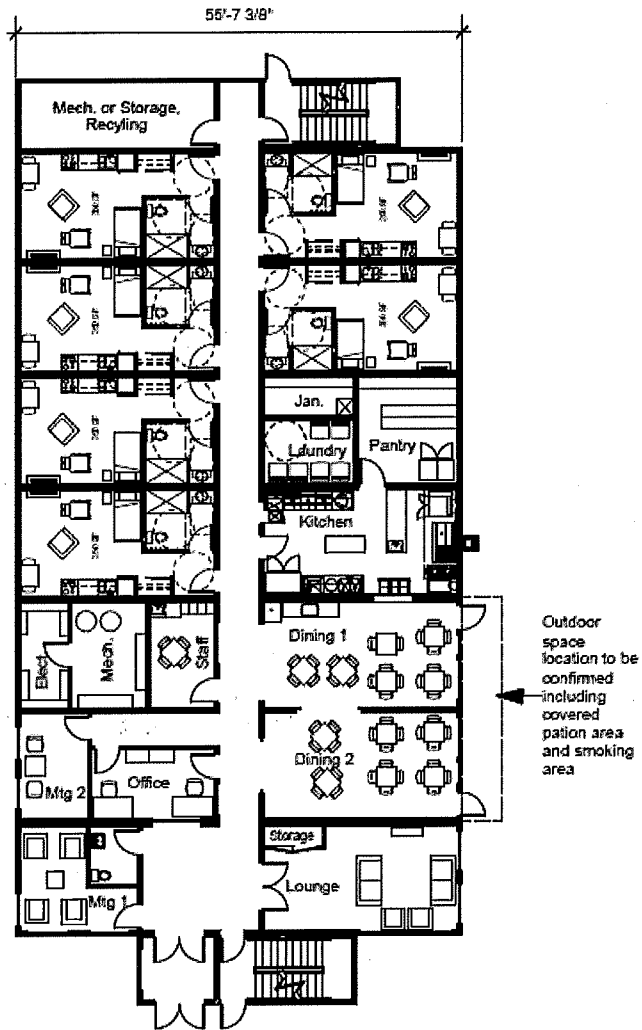 55'-7 3/8"
Mech. or Storage,
Recyling
Jan.
Laundry
Pantry
Kitchen
Dining 1
Elect.
Mech.
Staff
Outdoor
space
location to be
confirmed
including
covered
pation area
and smoking
area
Dining 2
Office
Mtg 2
Storage
Lounge
Mtg 1